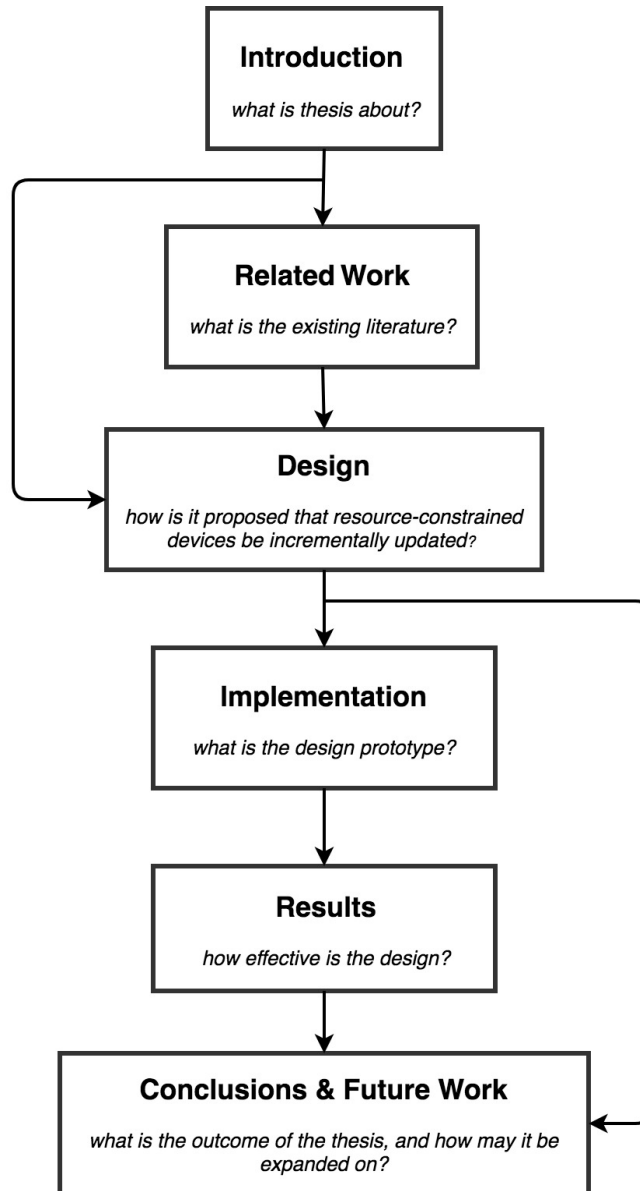 Introduction
what is thesis about?
Related Work
what is the existing literature?
Design
how is it proposed that resource-constrained
devices be incrementally updated?
Implementation
what is the design prototype?
Results
how effective is the design?
Conclusions & Future Work
what is the outcome of the thesis, and how may it be
expanded on?